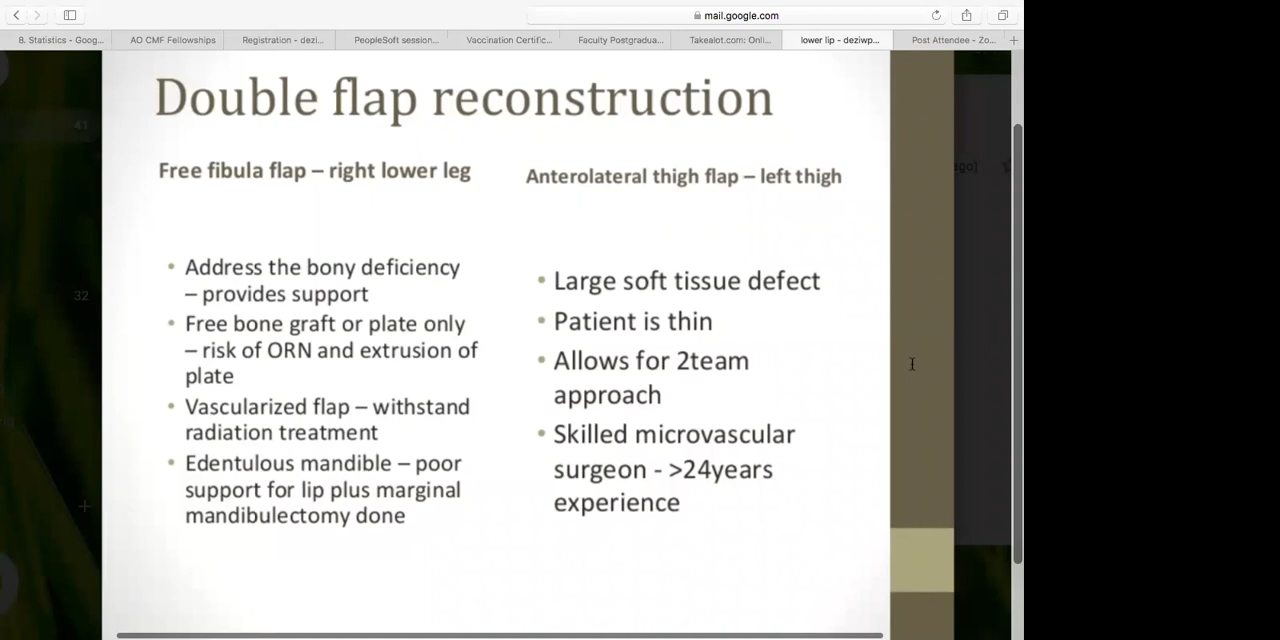 mail.google.com
8. Statistics - Goog...
AO CMF Fellowships
Registration - dezi...
PeopleSoft session...
Vaccination Certific...
Faculty Postgradua...
Takealot.com: Onli...
lower lip - deziwp...
Post Attendee - Zo...
Double flap reconstruction
Free fibula flap – right lower leg
Address the bony deficiency
– provides support
Free bone graft or plate only
– risk of ORN and extrusion of
plate
Vascularized flap – withstand
radiation treatment
Edentulous mandible – poor
support for lip plus marginal
mandibulectomy done
Anterolateral thigh flap – left thigh
Large soft tissue defect
Patient is thin
Allows for 2team
approach
Skilled microvascular
surgeon - >24years
experience
41
32
ago)